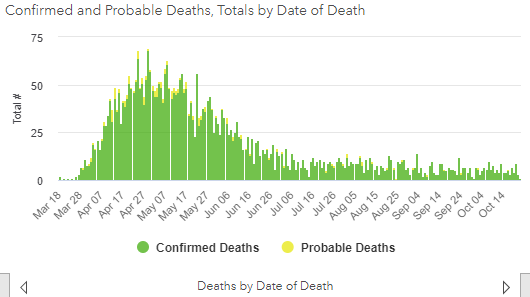 Confirmed and Probable Deaths, Totals by Date of Death
75
50
25
0
Total #
Mar 18 Mar 28 Apr 07 Apr 17 Apr 27 May 07 May 17 May 27 Jun 06 Jun 16 Jun 26 Jul 06 Jul 16 Jul 26 Aug 05 Aug 15 Aug 25 Sep 04 Sep 14 Sep 24 Oct 04 Oct 14
Confirmed Deaths Probable Deaths
Deaths by Date of Death